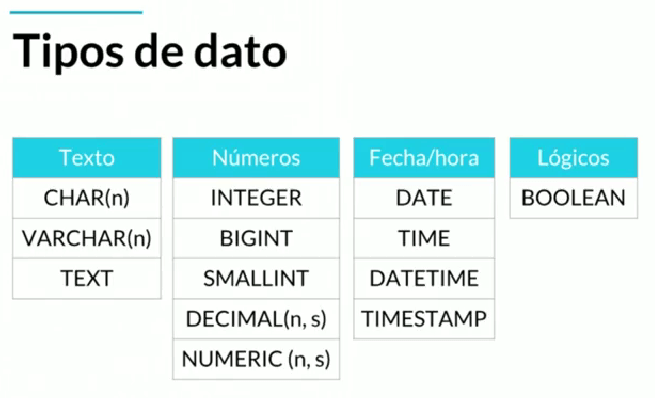 Tipos de dato
Texto Números Fecha/hora Lógicos
CHAR(n) INTEGER DATE BOOLEAN
VARCHAR(n) BIGINT TIME
TEXT SMALLINT DATETIME
DECIMAL(n, s) TIMESTAMP
NUMERIC (n, s)